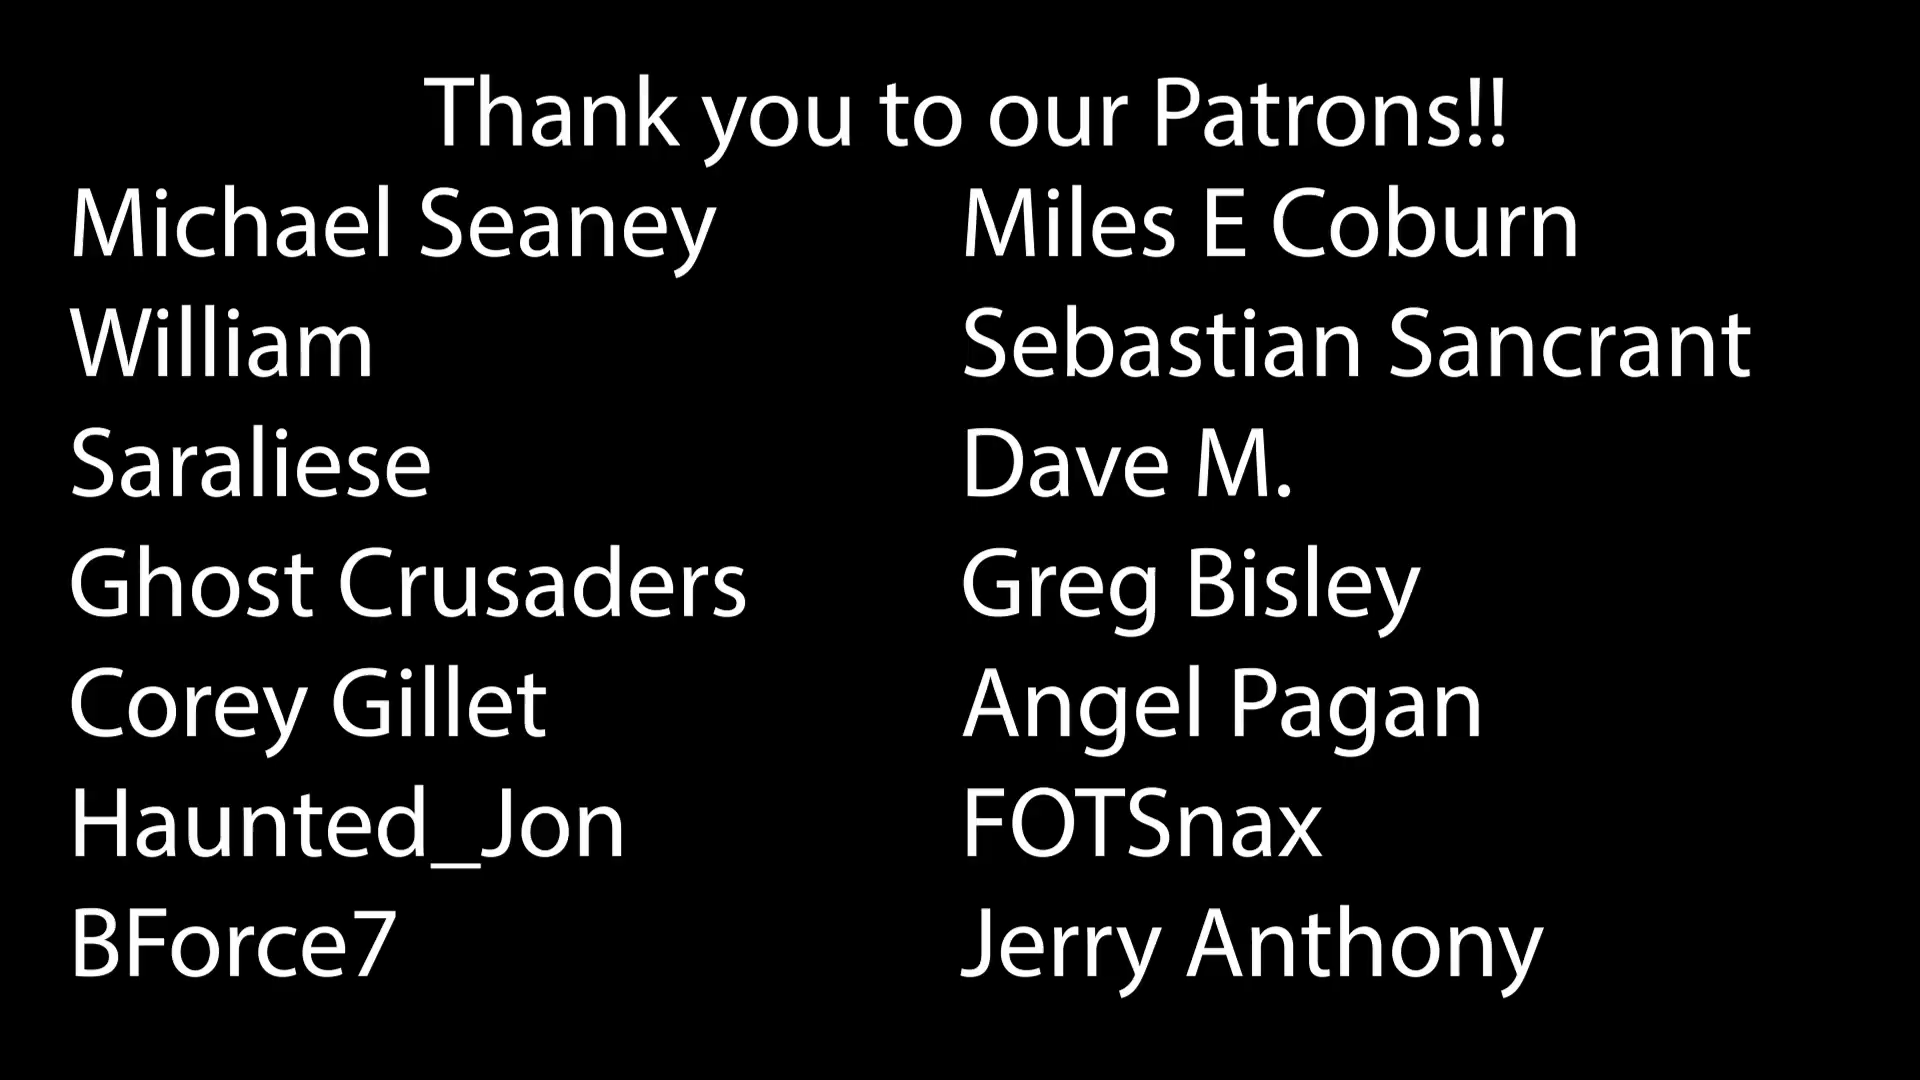 Thank you to our Patrons!!
Michael Seaney
William
Saraliese
Ghost Crusaders
Corey Gillet
Haunted_Jon
BForce7
Miles E Coburn
Sebastian Sancrant
Dave M.
Greg Bisley
Angel Pagan
FOTSnax
Jerry Anthony